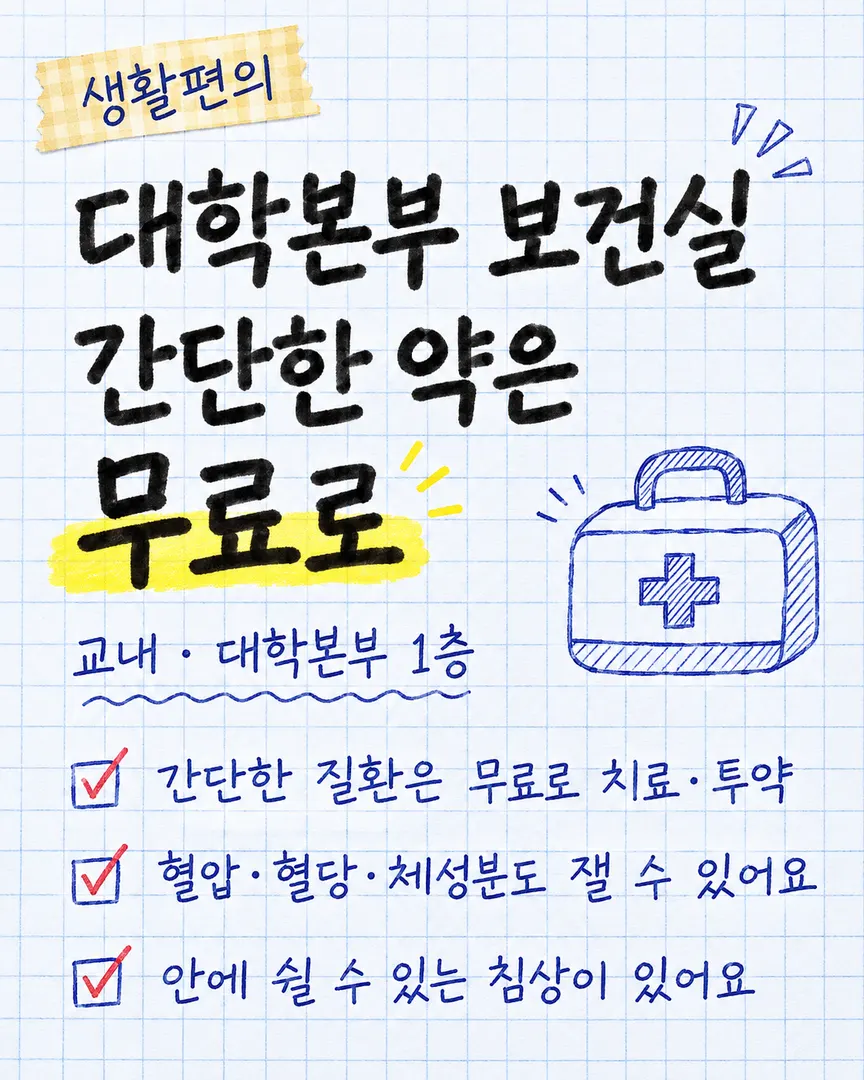 생활편의
대학본부 보건실
간단한 약은
무료로
교내 · 대학본부 1층
간단한 질환은 무료로 치료·투약
혈압·혈당·체성분도 잴 수 있어요
안에 쉴 수 있는 침상이 있어요